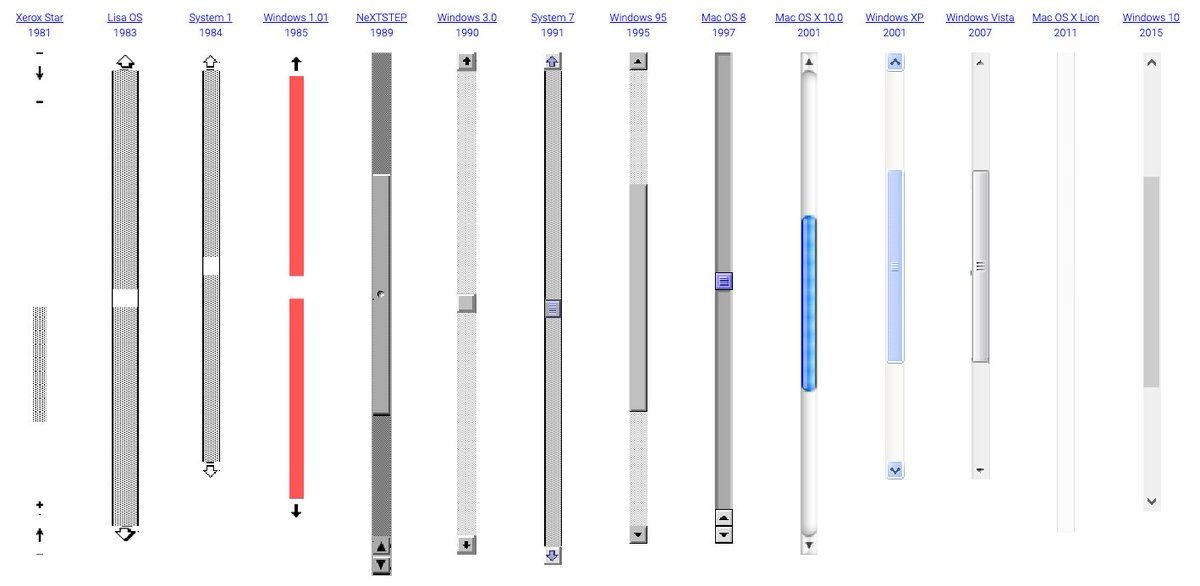 Xerox Star Lisa OS System 1 Windows 1.01 NeXTSTEP Windows 3.0 System 7 Windows 95 Mac OS 8 Mac OS X 10.0 Windows XP Windows Vista Mac OS X Lion Windows 10
1981 1983 1984 1985 1989 1990 1991 1995 1997 2001 2001 2007 2011 2015